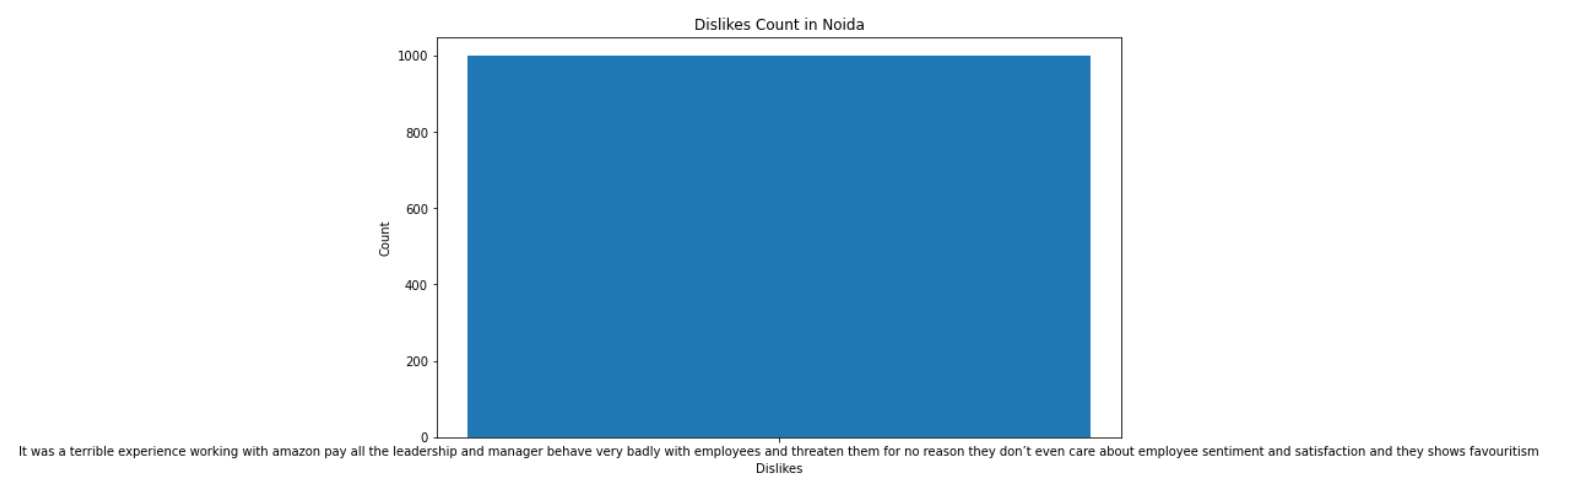 Dislikes Count in Noida
1000
800
600
400
200
0
Count
It was a terrible experience working with amazon pay all the leadership and manager behave very badly with employees and threaten them for no reason they don’t even care about employee sentiment and satisfaction and they shows favouritism
Dislikes